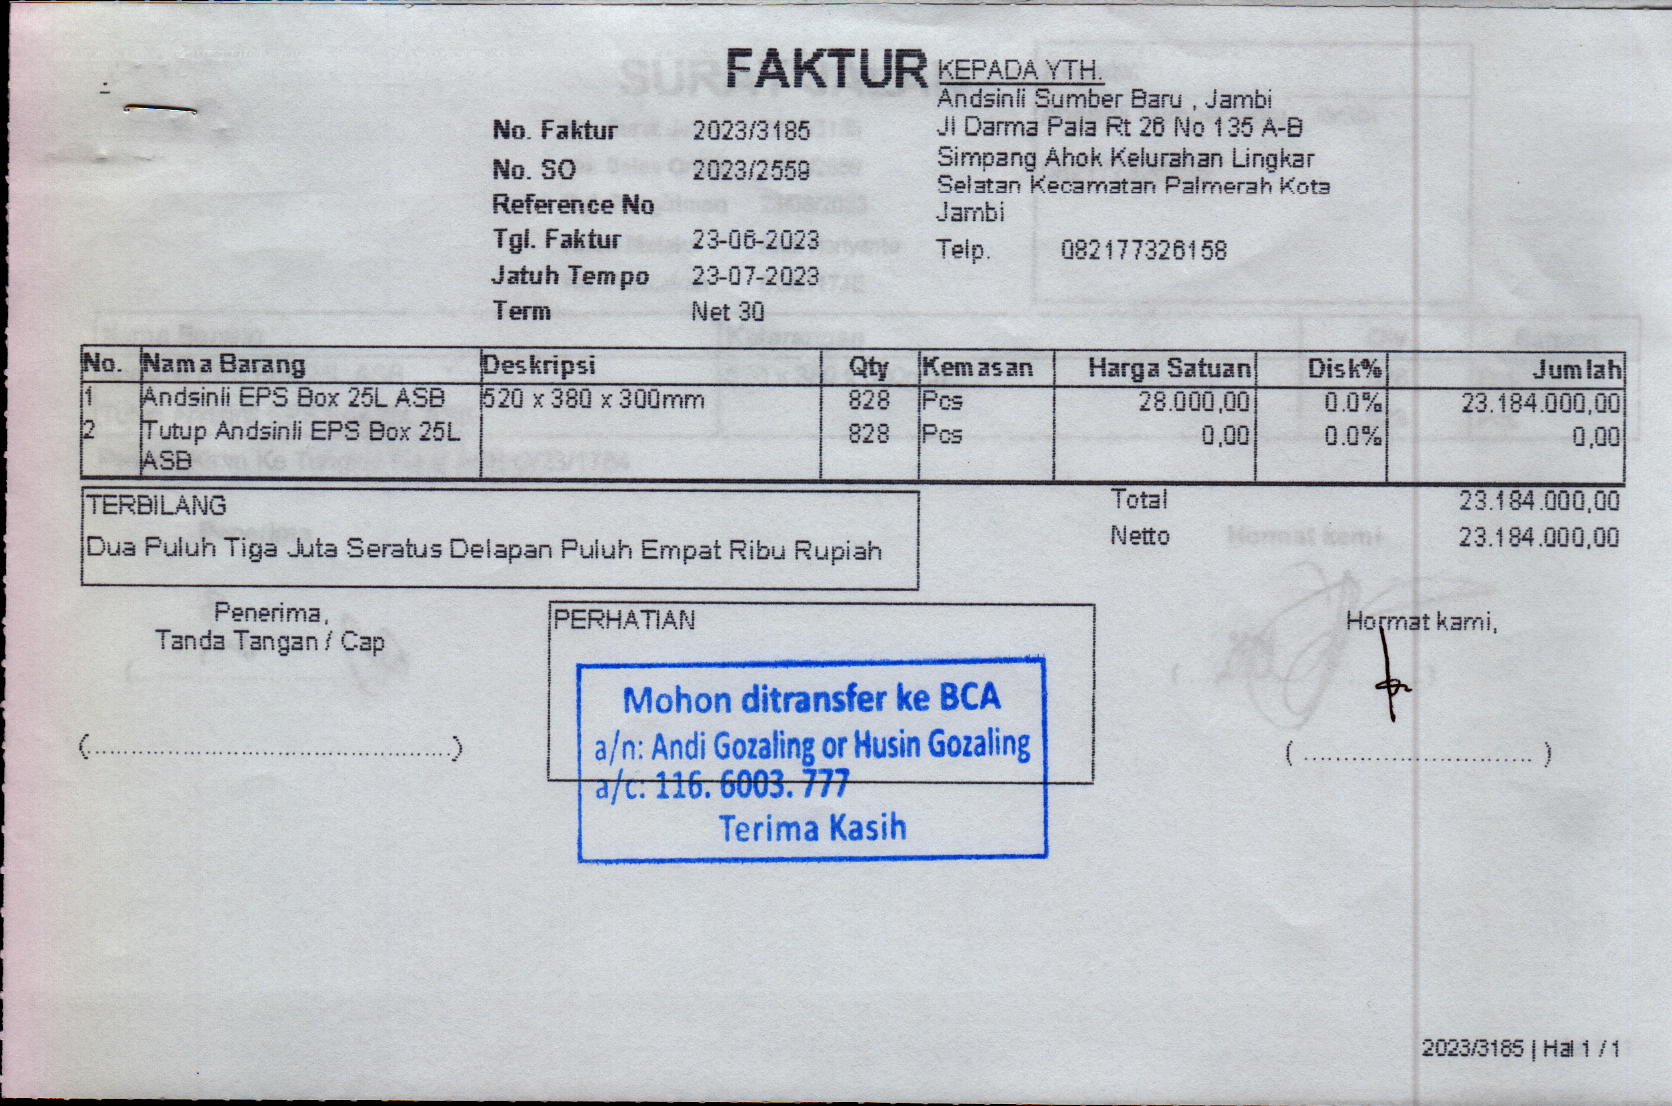 FAKTUR
KEPADA YTH.
Andsinli Sumber Baru , Jambi
Jl Darma Pala Rt 26 No 135 A-B
Simpang Ahok Kelurahan Lingkar
Selatan Kecamatan Palmerah Kota
Jambi
Telp. 082177326158
No. Faktur 2023/3185
No. SO 2023/2559
Reference No
Tgl. Faktur 23-06-2023
Jatuh Tempo 23-07-2023
Term Net 30
No. Nama Barang Deskripsi Qty Kemasan Harga Satuan Disk% Jumlah
1 Andsinli EPS Box 25L ASB 520 x 380 x 300mm 828 Pcs 28.000,00 0.0% 23.184.000,00
2 Tutup Andsinli EPS Box 25L 828 Pcs 0,00 0.0% 0,00
ASB
TERBILANG
Dua Puluh Tiga Juta Seratus Delapan Puluh Empat Ribu Rupiah
Total 23.184.000,00
Netto 23.184.000,00
Penerima,
Tanda Tangan / Cap
(........................................)
PERHATIAN
Mohon ditransfer ke BCA
a/n: Andi Gozaling or Husin Gozaling
a/c: 116. 6003. 777
Terima Kasih
Hormat kami,
( ............................ )
2023/3185 | Hal 1 / 1